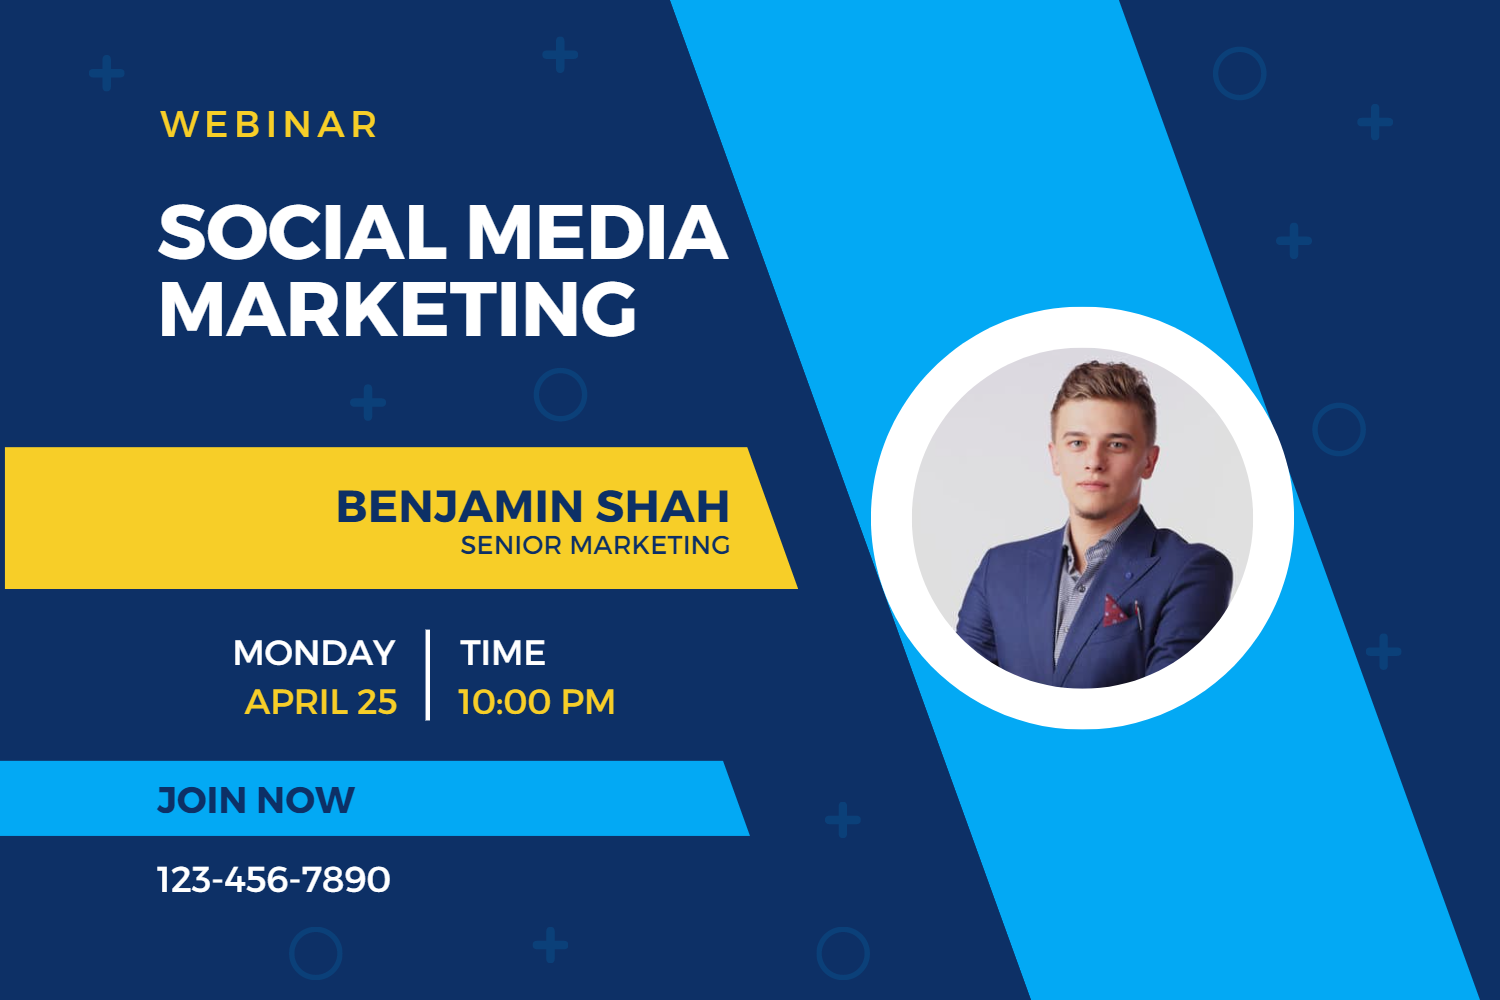 WEBINAR
SOCIAL MEDIA
MARKETING
BENJAMIN SHAH
SENIOR MARKETING
MONDAY
APRIL 25
TIME
10:00 PM
JOIN NOW
123-456-7890